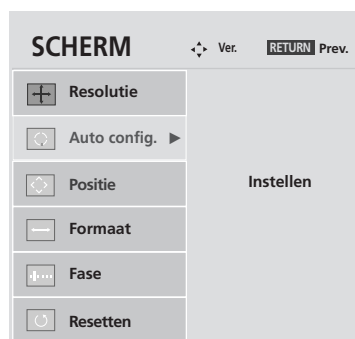 SCHERM Ver. RETURN Prev.
Resolutie
Auto config. ►
Positie Instellen
Formaat
Fase
Resetten